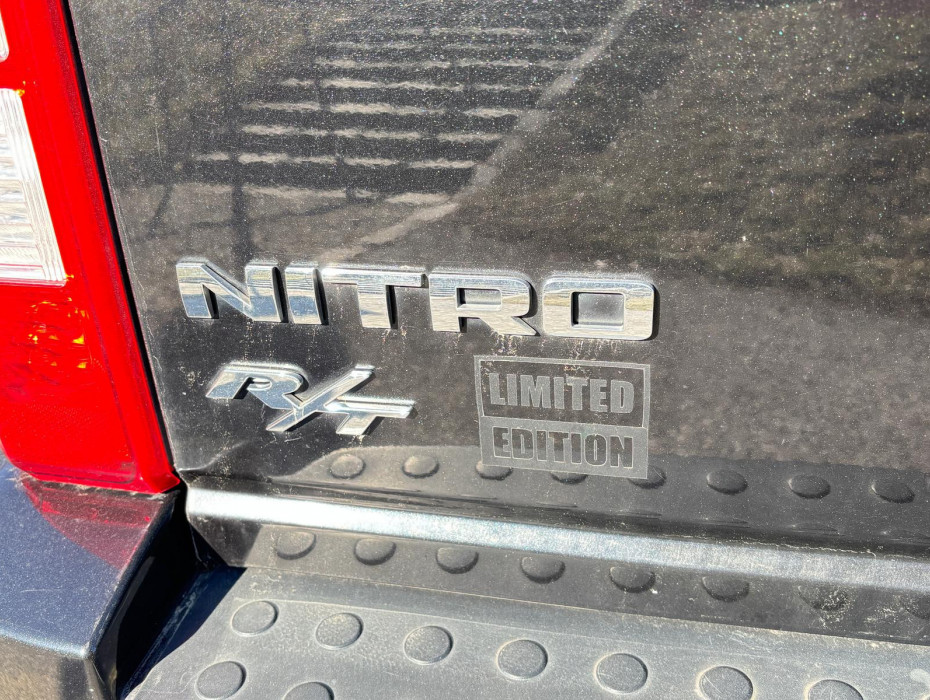 NITRO
R/T
LIMITED
EDITION